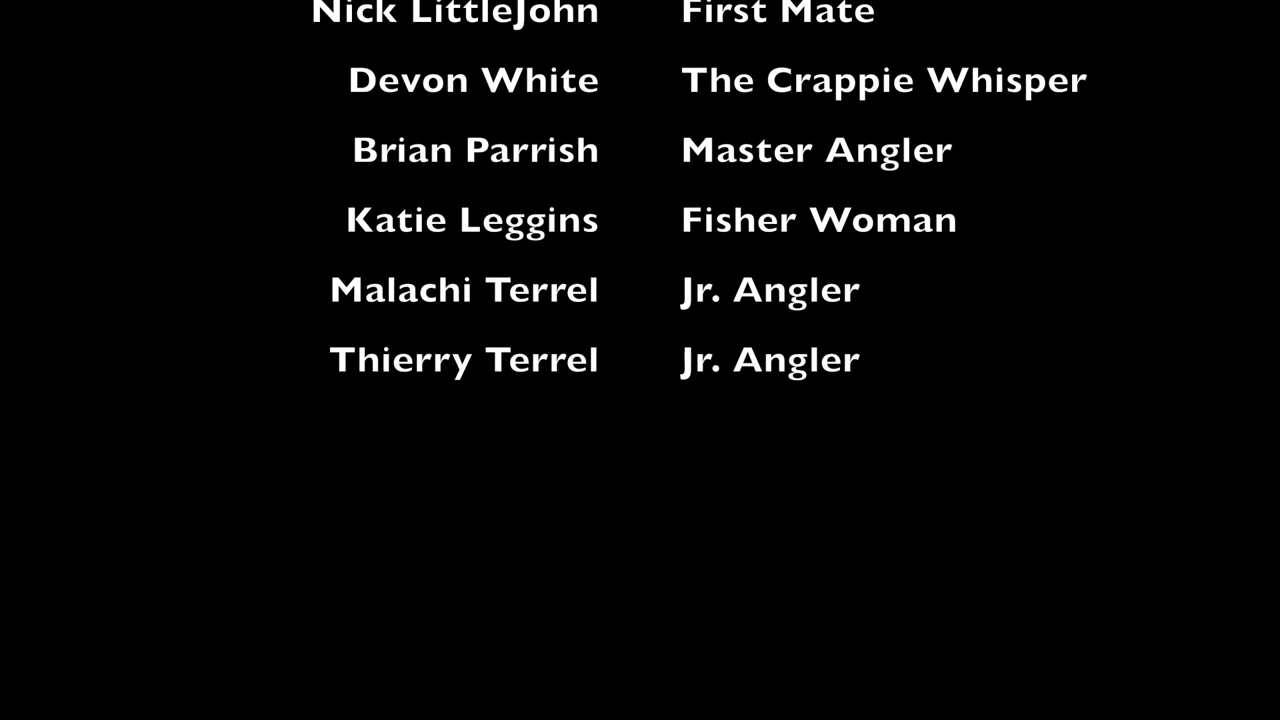 Nick LittleJohn First Mate
Devon White The Crappie Whisper
Brian Parrish Master Angler
Katie Leggins Fisher Woman
Malachi Terrel Jr. Angler
Thierry Terrel Jr. Angler